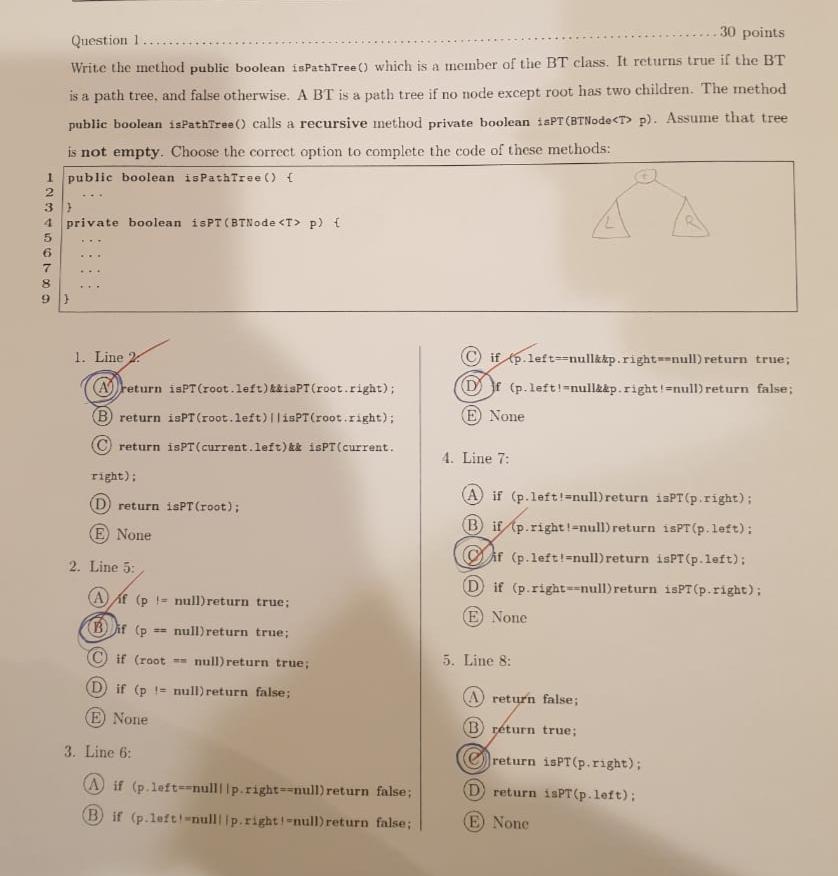 Question 1 ........ 30 points
Write the method public boolean isPathTree() which is a member of the BT class. It returns true if the BT
is a path tree, and false otherwise. A BT is a path tree if no node except root has two children. The method
public boolean isPathTree() calls a recursive method private boolean isPT(BTNode<T> p). Assume that tree
is not empty. Choose the correct option to complete the code of these methods:
1 public boolean isPathTree() {
2 ...
3 }
4 private boolean isPT(BTNode<T> p) {
5 ...
6 ...
7 ...
8 ...
9 }
L R
1. Line 2:
A return isPT(root.left)&&isPT(root.right);
B return isPT(root.left)||isPT(root.right);
C return isPT(current.left)&& isPT(current.
right);
D return isPT(root);
E None
2. Line 5:
A if (p != null)return true;
B if (p == null)return true;
C if (root == null)return true;
D if (p != null)return false;
E None
3. Line 6:
A if (p.left==null||p.right==null)return false;
B if (p.left!=null||p.right!=null)return false;
C if (p.left==null&&p.right==null)return true;
D if (p.left!=null&&p.right!=null)return false;
E None
4. Line 7:
A if (p.left!=null)return isPT(p.right);
B if (p.right!=null)return isPT(p.left);
C if (p.left!=null)return isPT(p.left);
D if (p.right==null)return isPT(p.right);
E None
5. Line 8:
A return false;
B return true;
C return isPT(p.right);
D return isPT(p.left);
E None